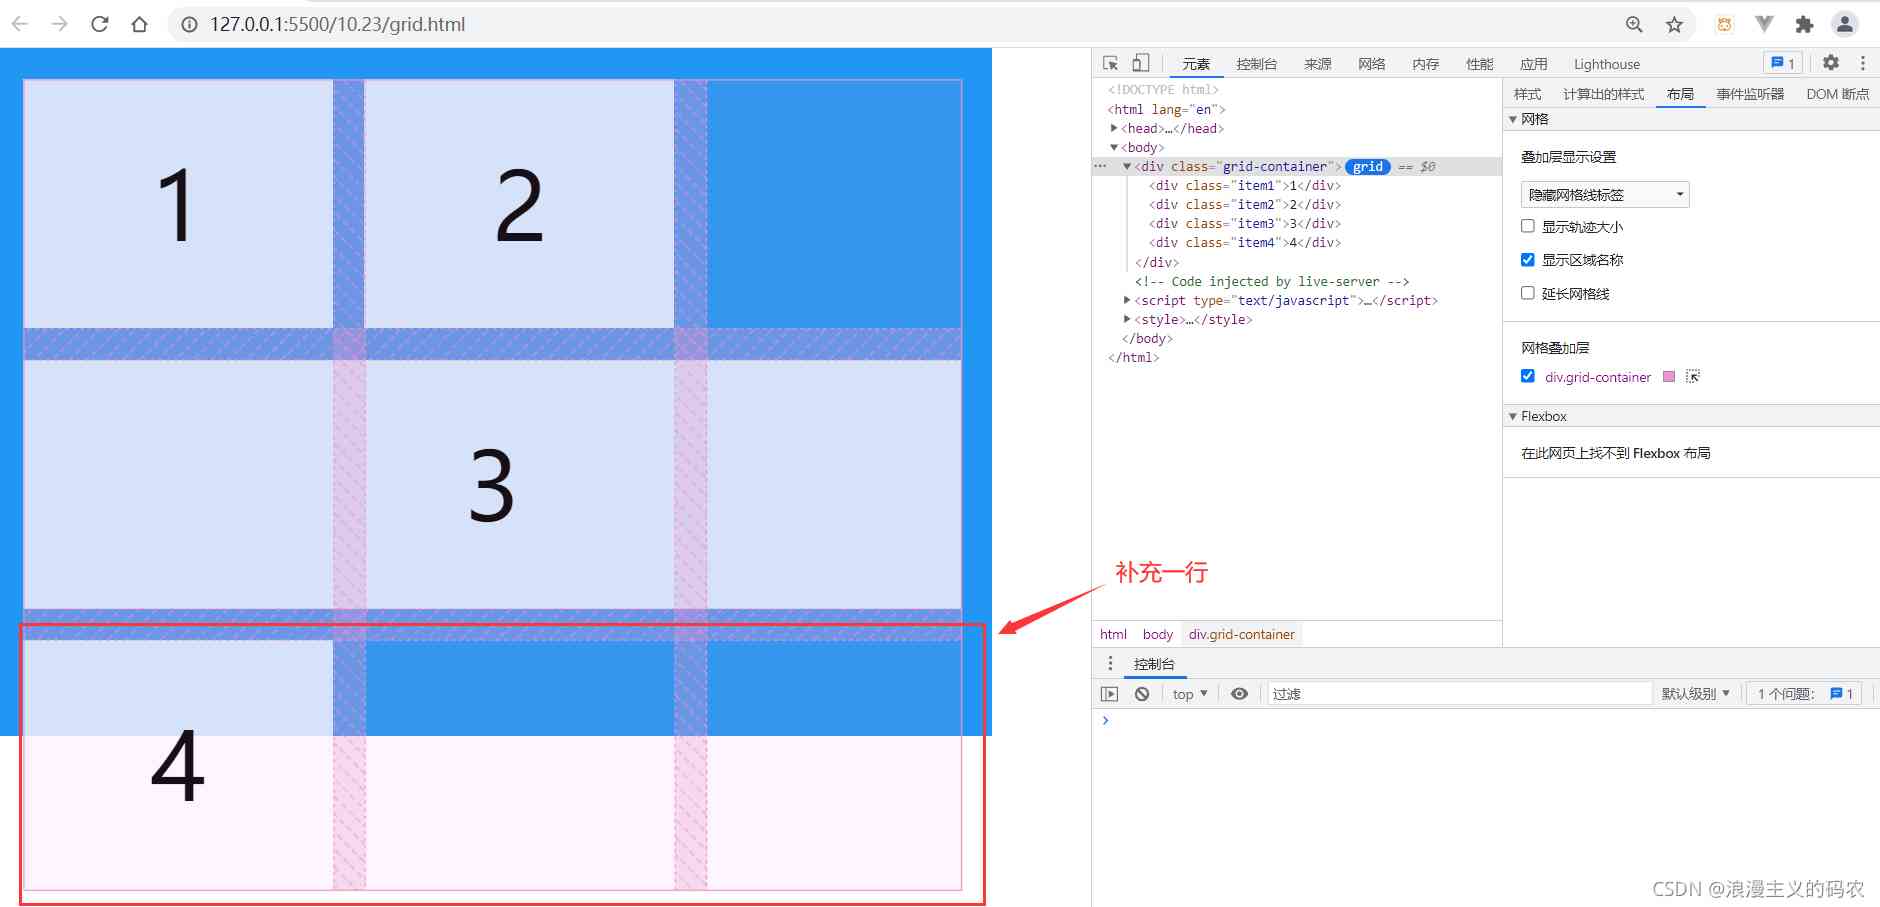 127.0.0.1:5500/10.23/grid.html
元素 控制台 来源 网络 内存 性能 应用 Lighthouse 1
样式 计算出的样式 布局 事件监听器 DOM 断点
<!DOCTYPE html>
<html lang="en">
<head>…</head>
<body>
<div class="grid-container"> grid == $0
<div class="item1">1</div>
<div class="item2">2</div>
<div class="item3">3</div>
<div class="item4">4</div>
</div>
<!-- Code injected by live-server -->
<script type="text/javascript">…</script>
<style>…</style>
</body>
</html>
网格
叠加层显示设置
隐藏网格线标签
显示轨迹大小
显示区域名称
延长网格线
网格叠加层
div.grid-container
Flexbox
在此网页上找不到 Flexbox 布局
1
2
3
4
补充一行
html body div.grid-container
控制台
top 过滤 默认级别 1 个问题: 1
CSDN @浪漫主义的码农